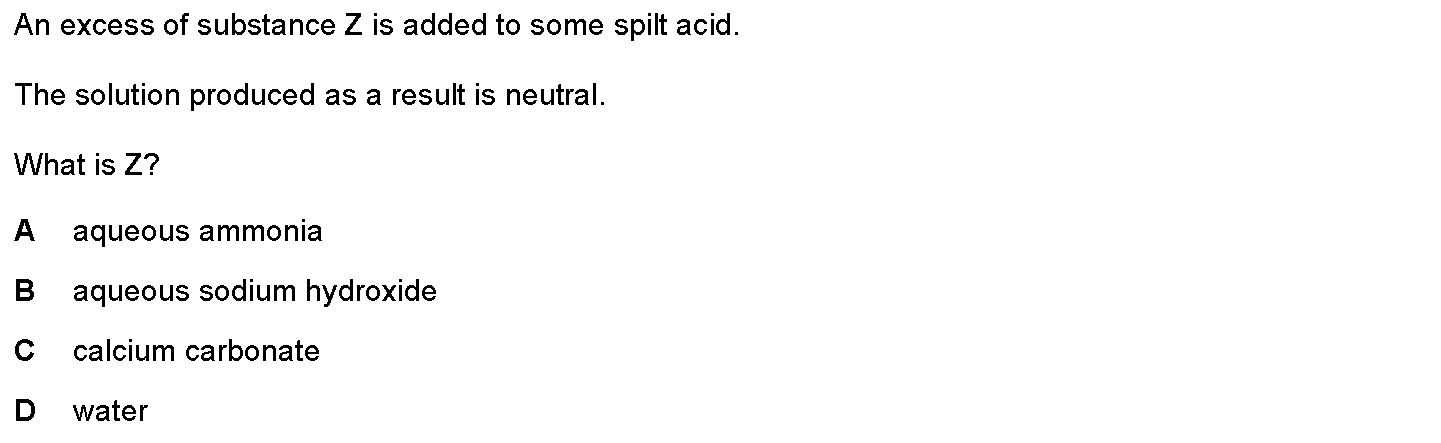 An excess of substance Z is added to some spilt acid.
The solution produced as a result is neutral.
What is Z?
A aqueous ammonia
B aqueous sodium hydroxide
C calcium carbonate
D water